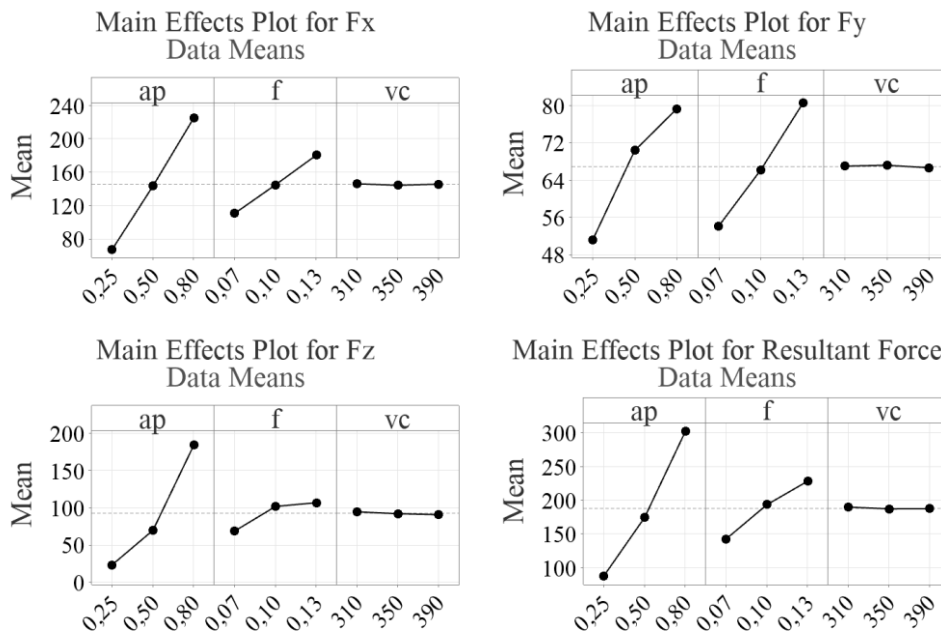 Main Effects Plot for Fx
Data Means
ap f vc
Mean
240
200
160
120
80
0,25 0,50 0,80 0,07 0,10 0,13 310 350 390
Main Effects Plot for Fy
Data Means
ap f vc
Mean
80
72
64
56
48
0,25 0,50 0,80 0,07 0,10 0,13 310 350 390
Main Effects Plot for Fz
Data Means
ap f vc
Mean
200
150
100
50
0
0,25 0,50 0,80 0,07 0,10 0,13 310 350 390
Main Effects Plot for Resultant Force
Data Means
ap f vc
Mean
300
250
200
150
100
0,25 0,50 0,80 0,07 0,10 0,13 310 350 390